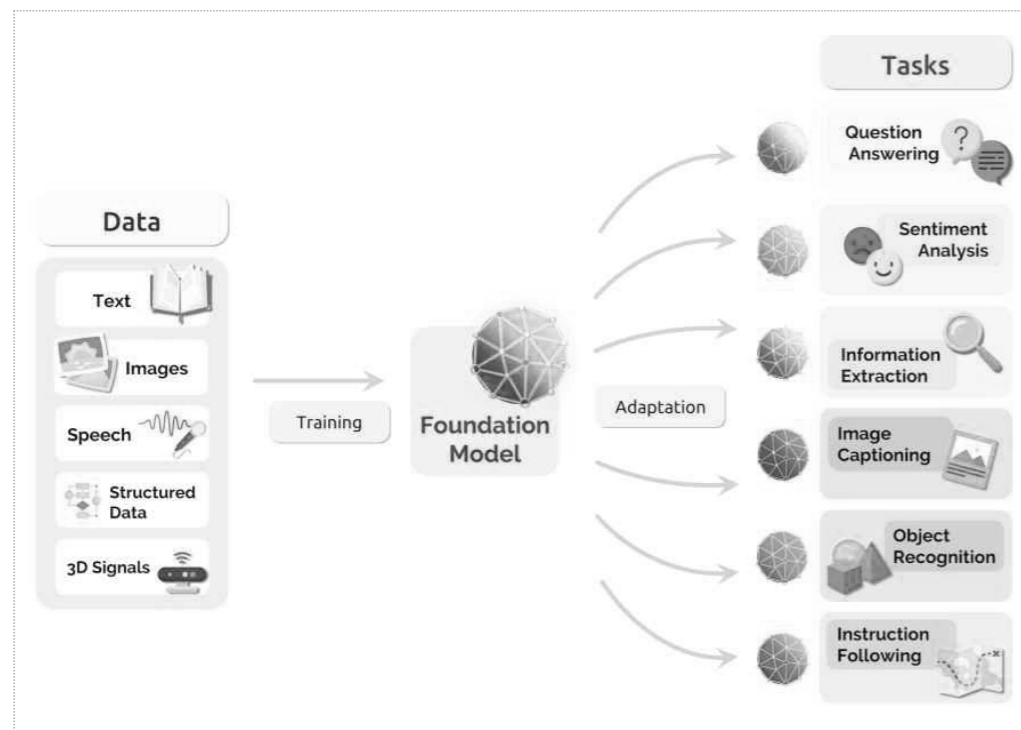 Data
Text
Images
Speech
Structured
Data
3D Signals
Training
Foundation
Model
Adaptation
Tasks
Question
Answering
?
Sentiment
Analysis
Information
Extraction
Image
Captioning
Object
Recognition
Instruction
Following